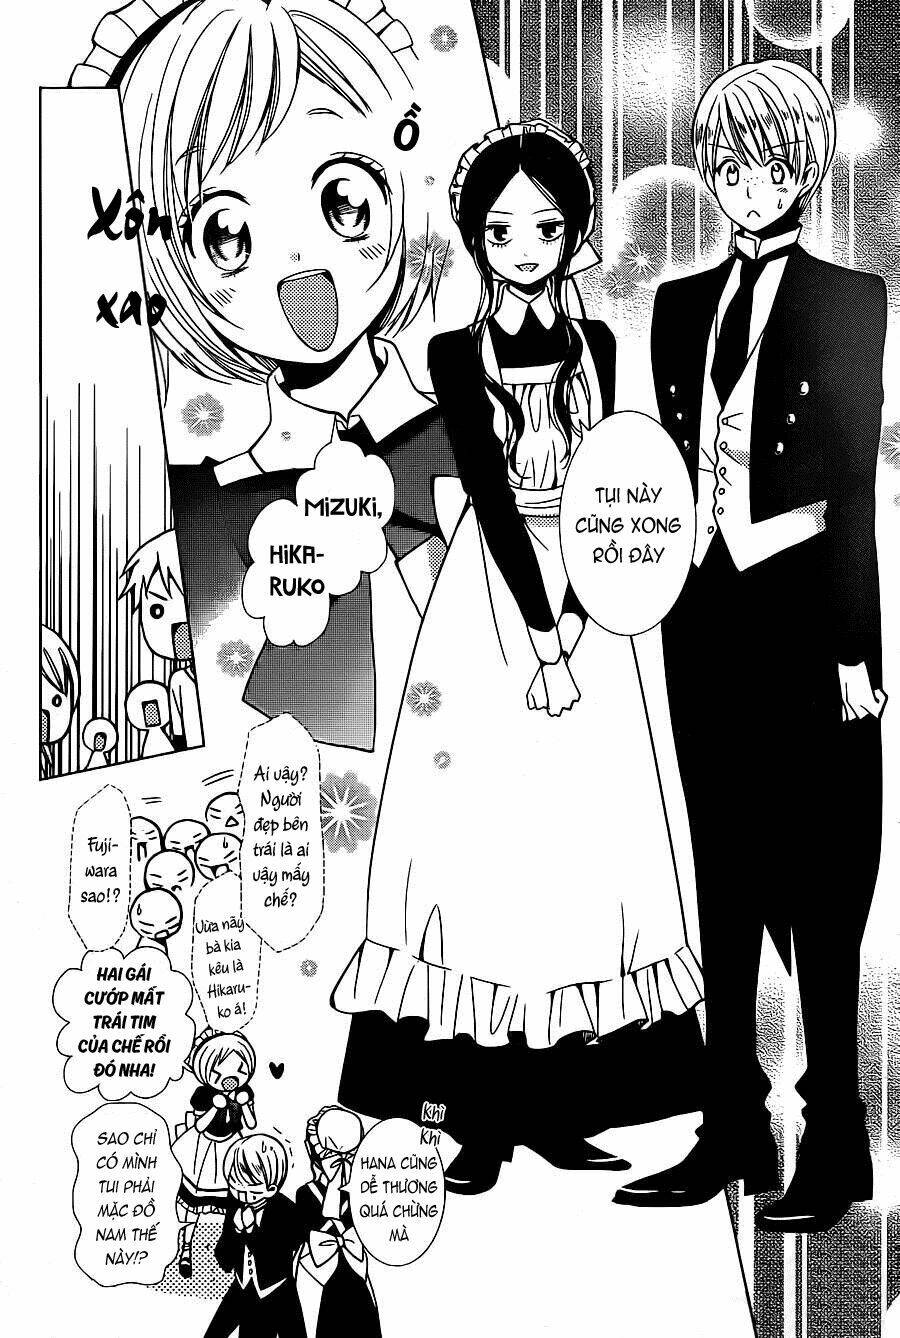 Ồ
Xôn
xao
MIZUKI,
HIKA-
RUKO
TỤI NÀY
CŨNG XONG
RỒI ĐÂY
Ai vậy?
Người
đẹp bên
trái là ai
vậy mấy
chế?
Fuji-
wara
sao!?
Vừa nãy
bà kia
kêu là
Hikaru-
ko á!
HAI GÁI
CƯỚP MẤT
TRÁI TIM
CỦA CHẾ RỒI
ĐÓ NHA!
SAO CHỈ
CÓ MÌNH
TUI PHẢI
MẶC ĐỒ
NAM THẾ
NÀY!?
Khì
Khì
HANA CŨNG
DỄ THƯƠNG
QUÁ CHỪNG
MÀ